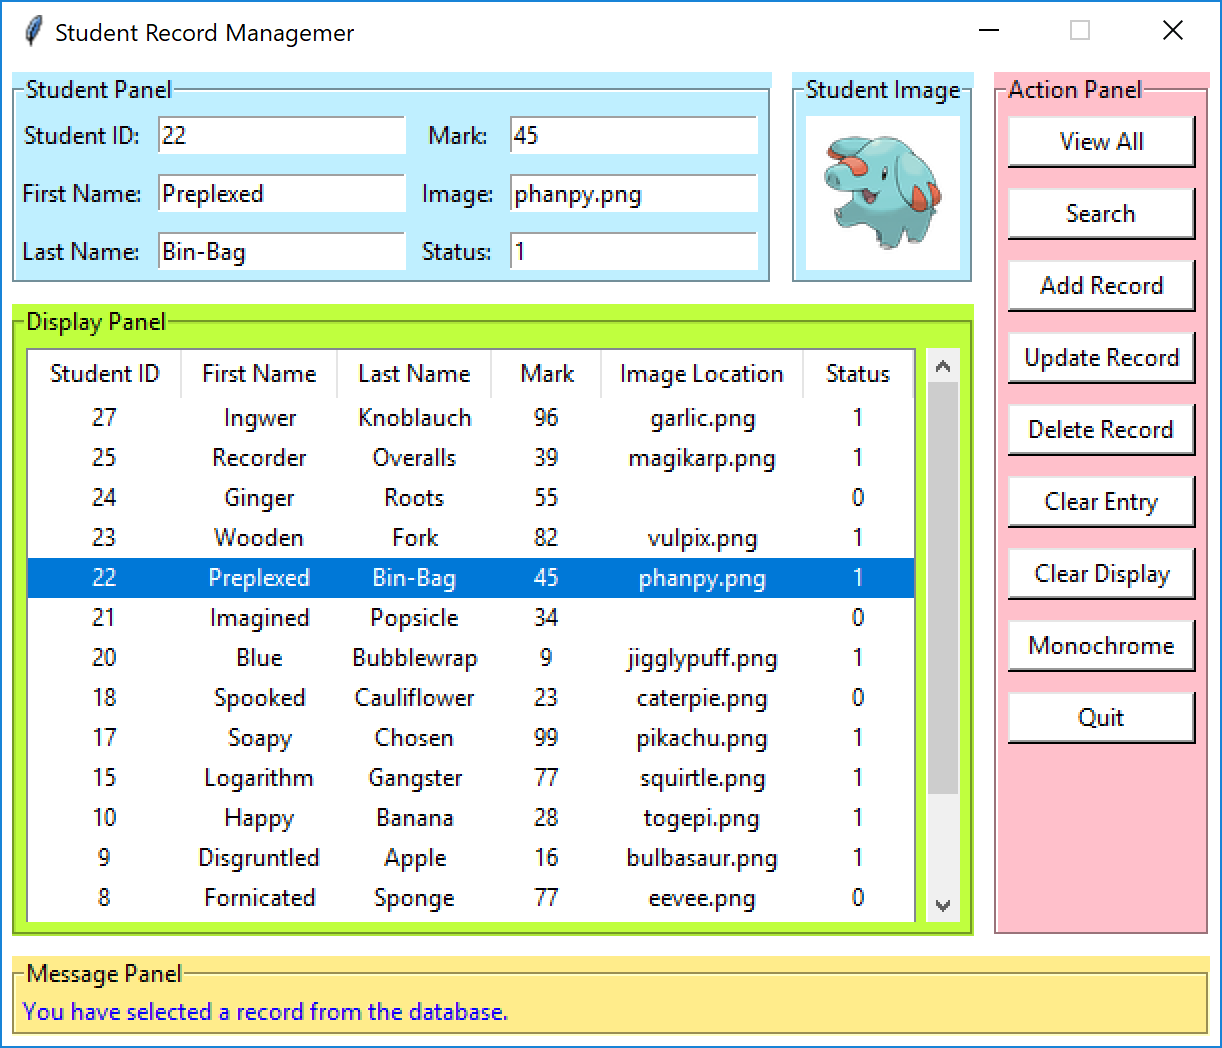 Student Record Managemer
Student Panel
Student ID: 22 Mark: 45
First Name: Preplexed Image: phanpy.png
Last Name: Bin-Bag Status: 1
Student Image
Action Panel
View All
Search
Add Record
Update Record
Delete Record
Clear Entry
Clear Display
Monochrome
Quit
Display Panel
Student ID First Name Last Name Mark Image Location Status
27 Ingwer Knoblauch 96 garlic.png 1
25 Recorder Overalls 39 magikarp.png 1
24 Ginger Roots 55 0
23 Wooden Fork 82 vulpix.png 1
22 Preplexed Bin-Bag 45 phanpy.png 1
21 Imagined Popsicle 34 0
20 Blue Bubblewrap 9 jigglypuff.png 1
18 Spooked Cauliflower 23 caterpie.png 0
17 Soapy Chosen 99 pikachu.png 1
15 Logarithm Gangster 77 squirtle.png 1
10 Happy Banana 28 togepi.png 1
9 Disgruntled Apple 16 bulbasaur.png 1
8 Fornicated Sponge 77 eevee.png 0
Message Panel
You have selected a record from the database.